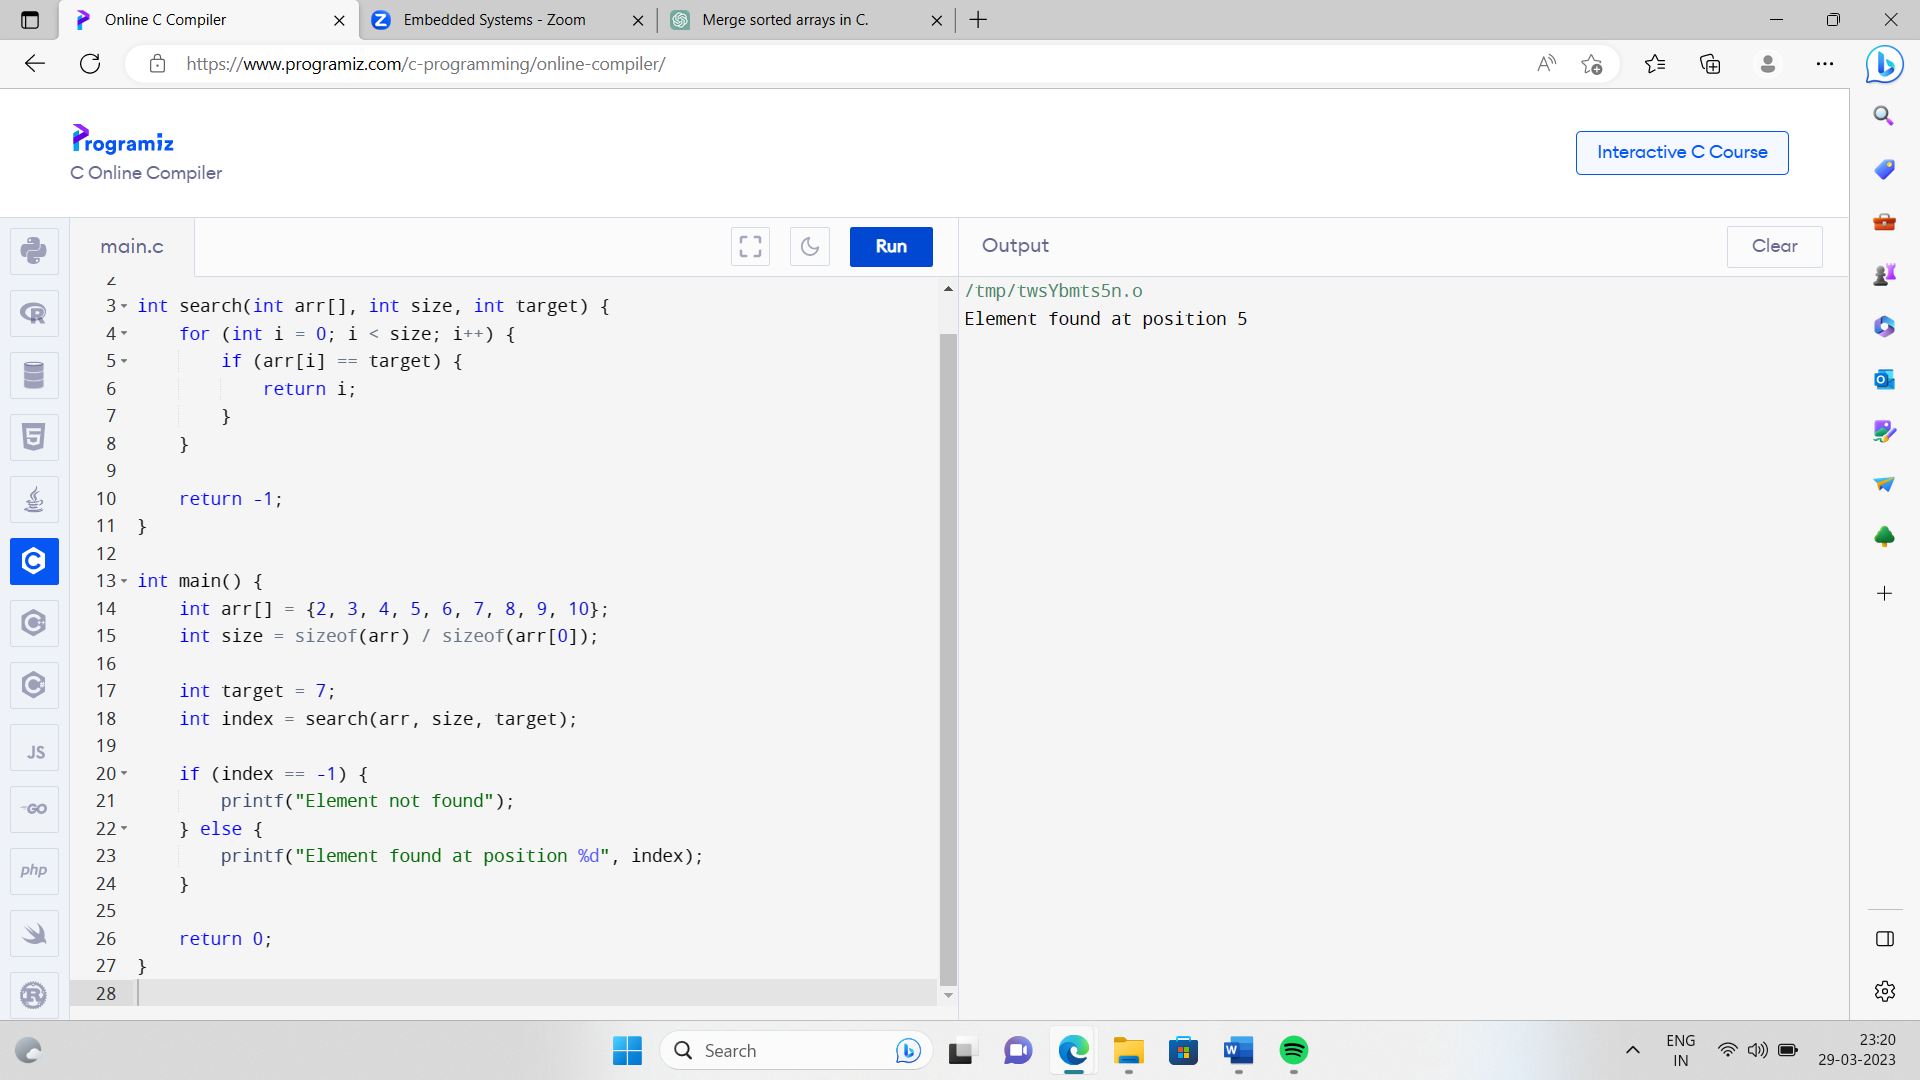 Online C Compiler
Embedded Systems - Zoom
Merge sorted arrays in C.
https://www.programiz.com/c-programming/online-compiler/
Programiz
C Online Compiler
Interactive C Course
main.c
Run
Output
Clear
2
3 int search(int arr[], int size, int target) {
4     for (int i = 0; i < size; i++) {
5         if (arr[i] == target) {
6             return i;
7         }
8     }
9
10     return -1;
11 }
12
13 int main() {
14     int arr[] = {2, 3, 4, 5, 6, 7, 8, 9, 10};
15     int size = sizeof(arr) / sizeof(arr[0]);
16
17     int target = 7;
18     int index = search(arr, size, target);
19
20     if (index == -1) {
21         printf("Element not found");
22     } else {
23         printf("Element found at position %d", index);
24     }
25
26     return 0;
27 }
28
/tmp/twsYbmts5n.o
Element found at position 5
JS
GO
php
Search
ENG
IN
23:20
29-03-2023